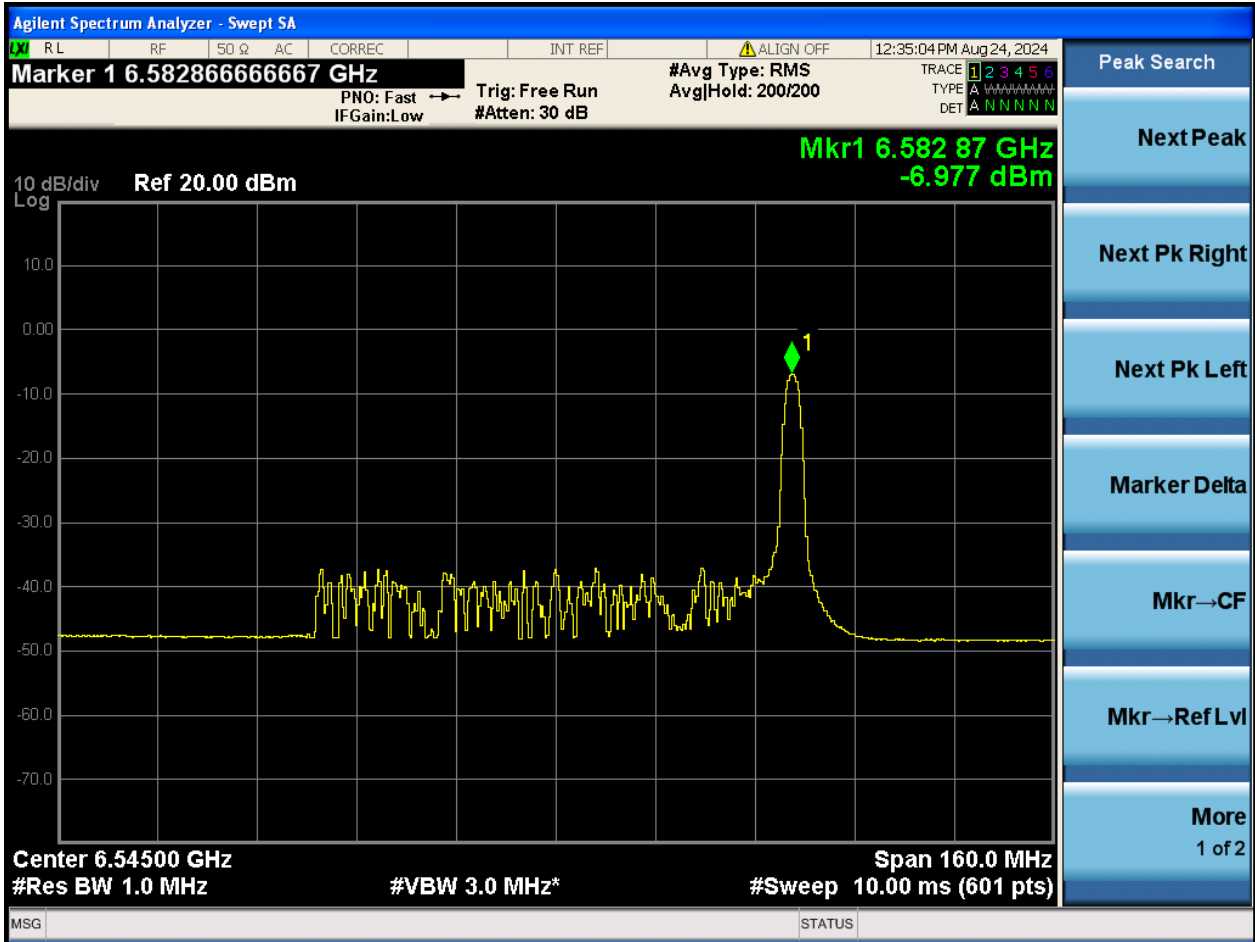 Agilent Spectrum Analyzer - Swept SA
LXI RL RF 50 Ω AC CORREC INT REF ALIGN OFF 12:35:04 PM Aug 24, 2024
Marker 1 6.582866666667 GHz
PNO: Fast
IFGain:Low
Trig: Free Run
#Atten: 30 dB
#Avg Type: RMS
Avg|Hold: 200/200
TRACE 1 2 3 4 5 6
TYPE A WWWWW
DET A N N N N N
Mkr1 6.582 87 GHz
-6.977 dBm
10 dB/div Ref 20.00 dBm
Log
10.0
0.00
1
-10.0
-20.0
-30.0
-40.0
-50.0
-60.0
-70.0
Center 6.54500 GHz Span 160.0 MHz
#Res BW 1.0 MHz #VBW 3.0 MHz* #Sweep 10.00 ms (601 pts)
MSG STATUS
Peak Search
Next Peak
Next Pk Right
Next Pk Left
Marker Delta
Mkr→CF
Mkr→Ref Lvl
More
1 of 2